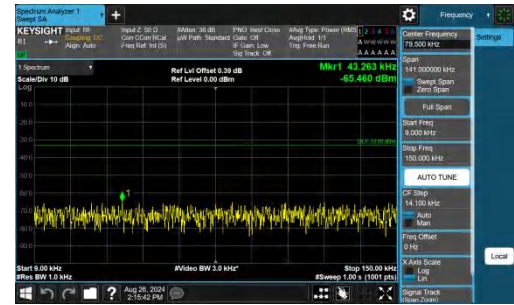 Spectrum Analyzer 1
Swept SA
+
Frequency
KEYSIGHT Input: RF
Coupling: DC
Align: Auto
Input Z: 50 Ω
Corr CCorr RCal
Freq Ref: Int (S)
#Atten: 30 dB
µW Path: Standard
PNO: Best Close
Gate: Off
IF Gain: Low
Sig Track: Off
#Avg Type: Power (RMS
Avg|Hold: 1/1
Trig: Free Run
A A A A A A
1 Spectrum
Scale/Div 10 dB
Log
Ref Lvl Offset 0.39 dB
Ref Level 0.00 dBm
Mkr1 43.263 kHz
-65.460 dBm
1
Start 9.00 kHz
#Res BW 1.0 kHz
#Video BW 3.0 kHz*
Stop 150.00 kHz
#Sweep 1.00 s (1001 pts)
Center Frequency
79.500 kHz
Settings
Span
141.000000 kHz
Swept Span
Zero Span
Full Span
Start Freq
9.000 kHz
Stop Freq
150.000 kHz
AUTO TUNE
CF Step
14.100 kHz
Auto
Man
Freq Offset
0 Hz
X Axis Scale
Log
Lin
Signal Track
(Span Zoom)
Local
?
Aug 26, 2024
2:15:42 PM